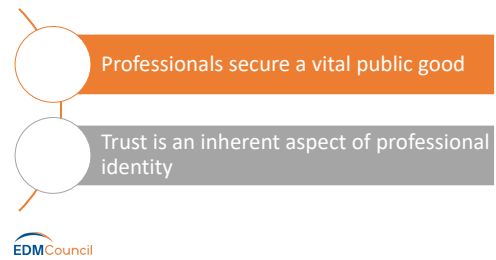 Professionals secure a vital public good
Trust is an inherent aspect of professional
identity
EDMCouncil